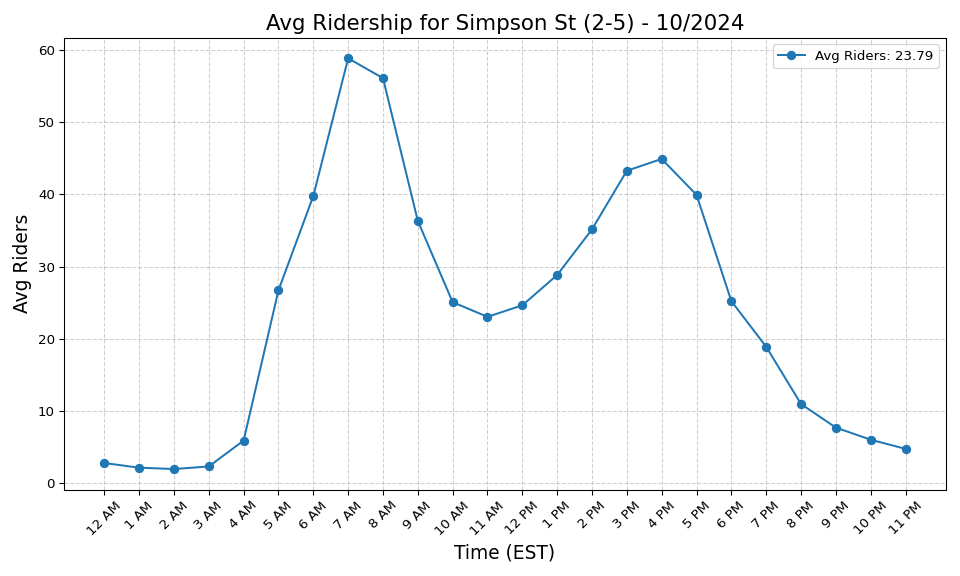 Avg Ridership for Simpson St (2-5) - 10/2024
Avg Riders: 23.79
Avg Riders
60
50
40
30
20
10
0
12 AM
1 AM
2 AM
3 AM
4 AM
5 AM
6 AM
7 AM
8 AM
9 AM
10 AM
11 AM
12 PM
1 PM
2 PM
3 PM
4 PM
5 PM
6 PM
7 PM
8 PM
9 PM
10 PM
11 PM
Time (EST)